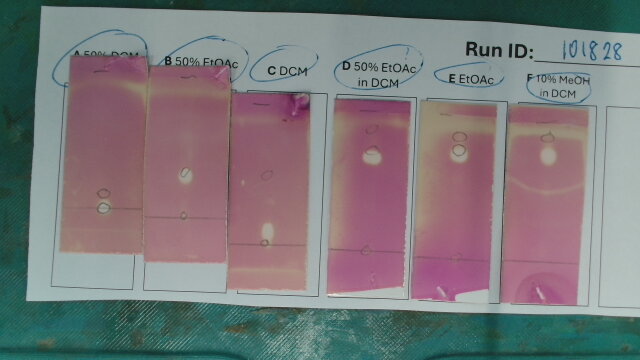 Run ID: 101828
A 50% DCM
B 50% EtOAc
C DCM
D 50% EtOAc
in DCM
E EtOAc
F 10% MeOH
in DCM